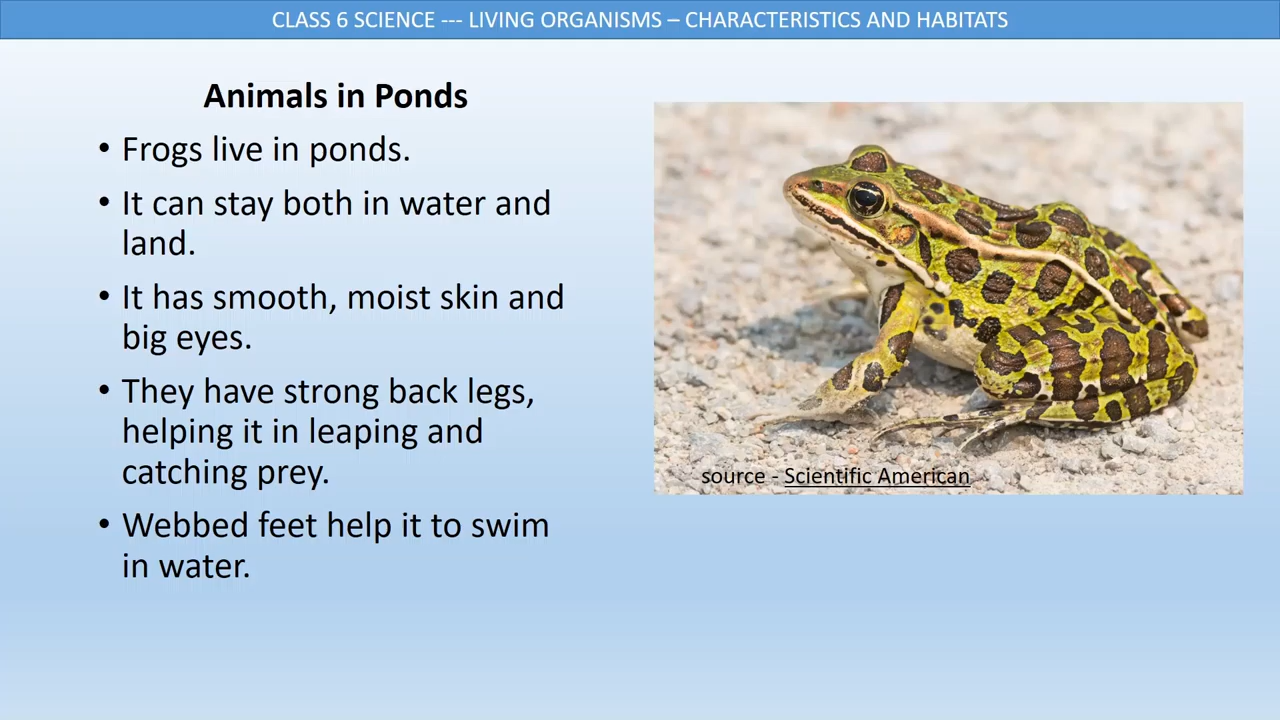 CLASS 6 SCIENCE --- LIVING ORGANISMS – CHARACTERISTICS AND HABITATS
Animals in Ponds
• Frogs live in ponds.
• It can stay both in water and
land.
• It has smooth, moist skin and
big eyes.
• They have strong back legs,
helping it in leaping and
catching prey.
• Webbed feet help it to swim
in water.
source - Scientific American